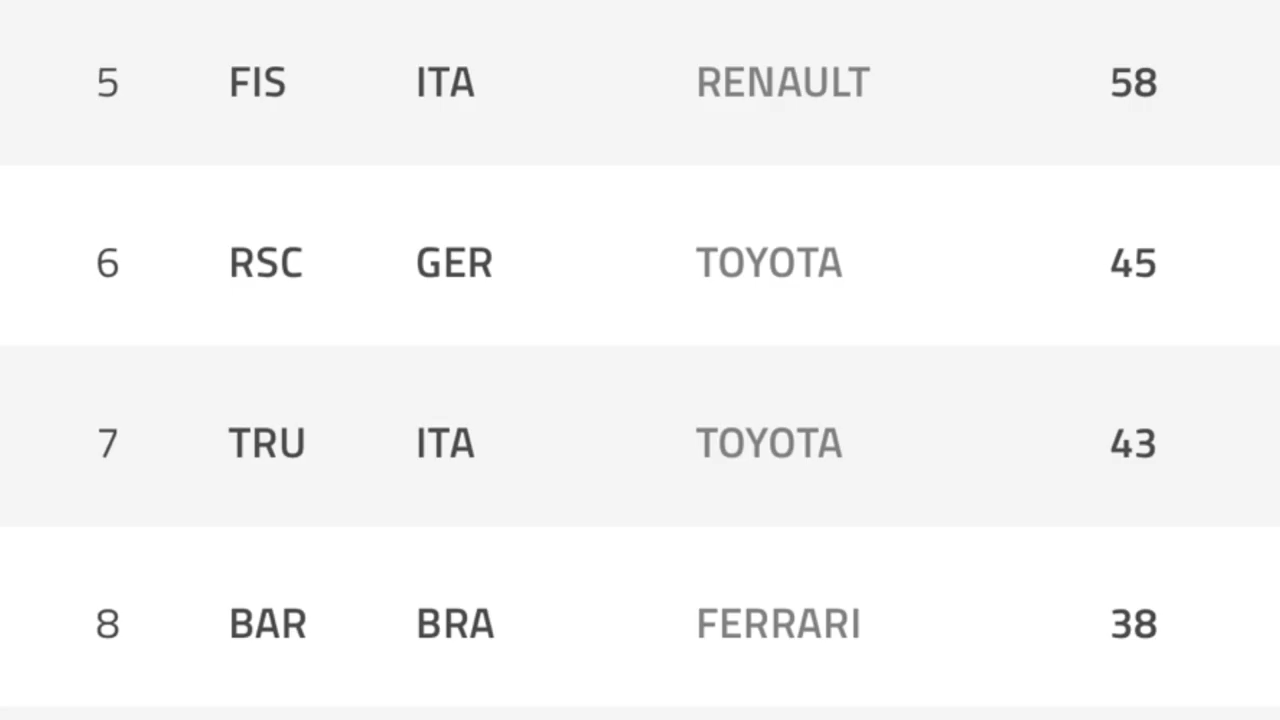 5 FIS ITA RENAULT 58
6 RSC GER TOYOTA 45
7 TRU ITA TOYOTA 43
8 BAR BRA FERRARI 38